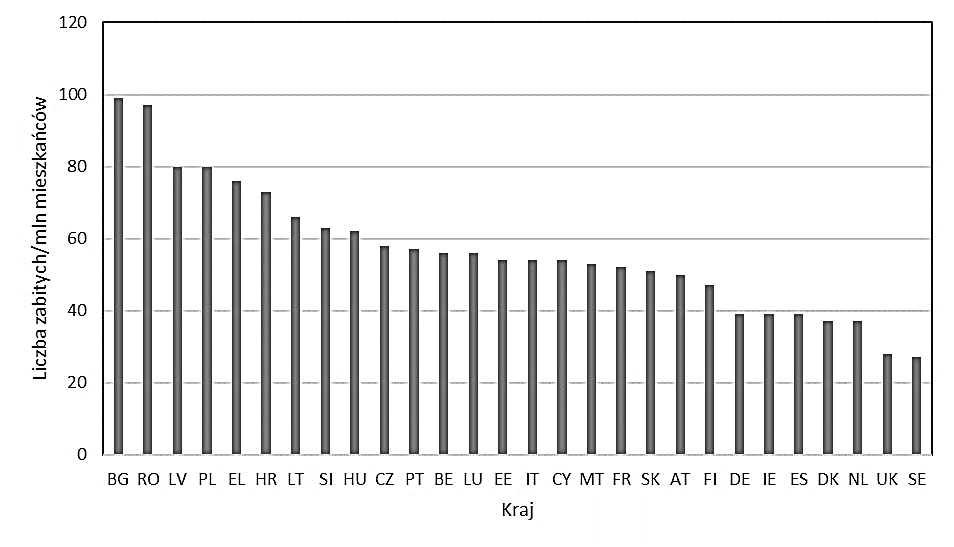 120
100
80
60
40
20
0
Liczba zabitych/mln mieszkańców
BG RO LV PL EL HR LT SI HU CZ PT BE LU EE IT CY MT FR SK AT FI DE IE ES DK NL UK SE
Kraj